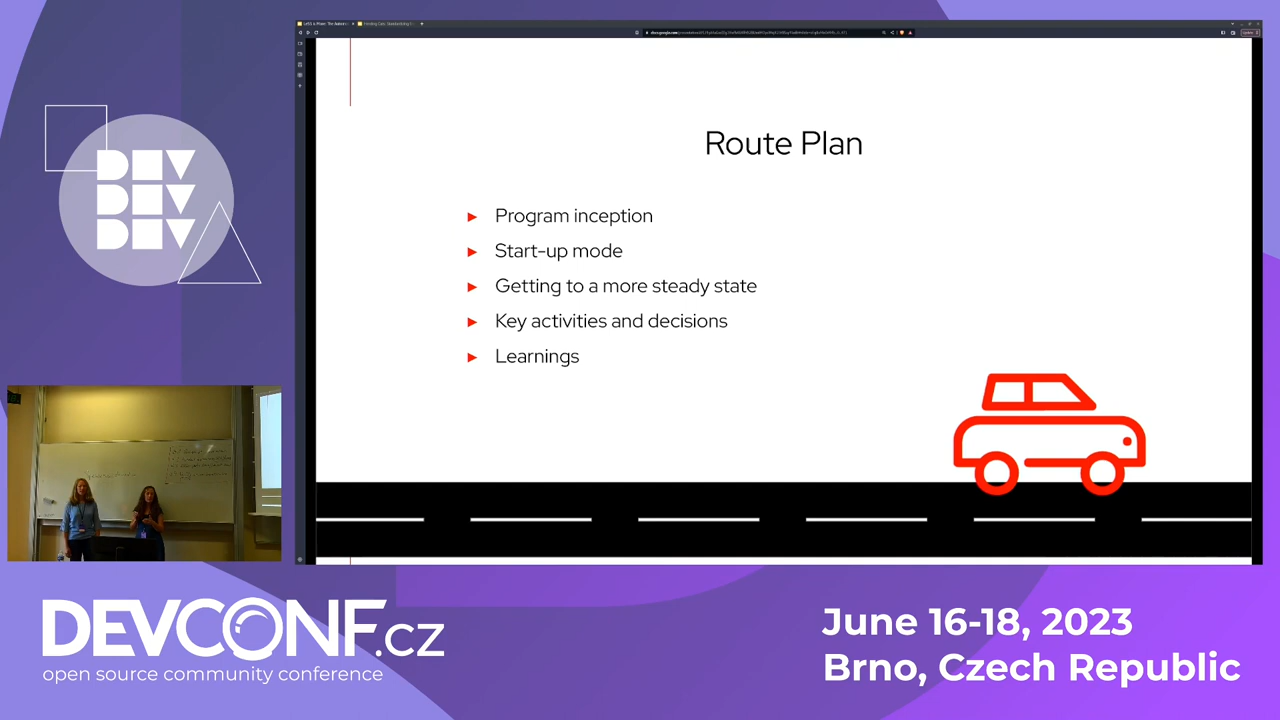 DEV
DEV
DEV
Route Plan
Program inception
Start-up mode
Getting to a more steady state
Key activities and decisions
Learnings
DEVCONF.cz
open source community conference
June 16-18, 2023
Brno, Czech Republic